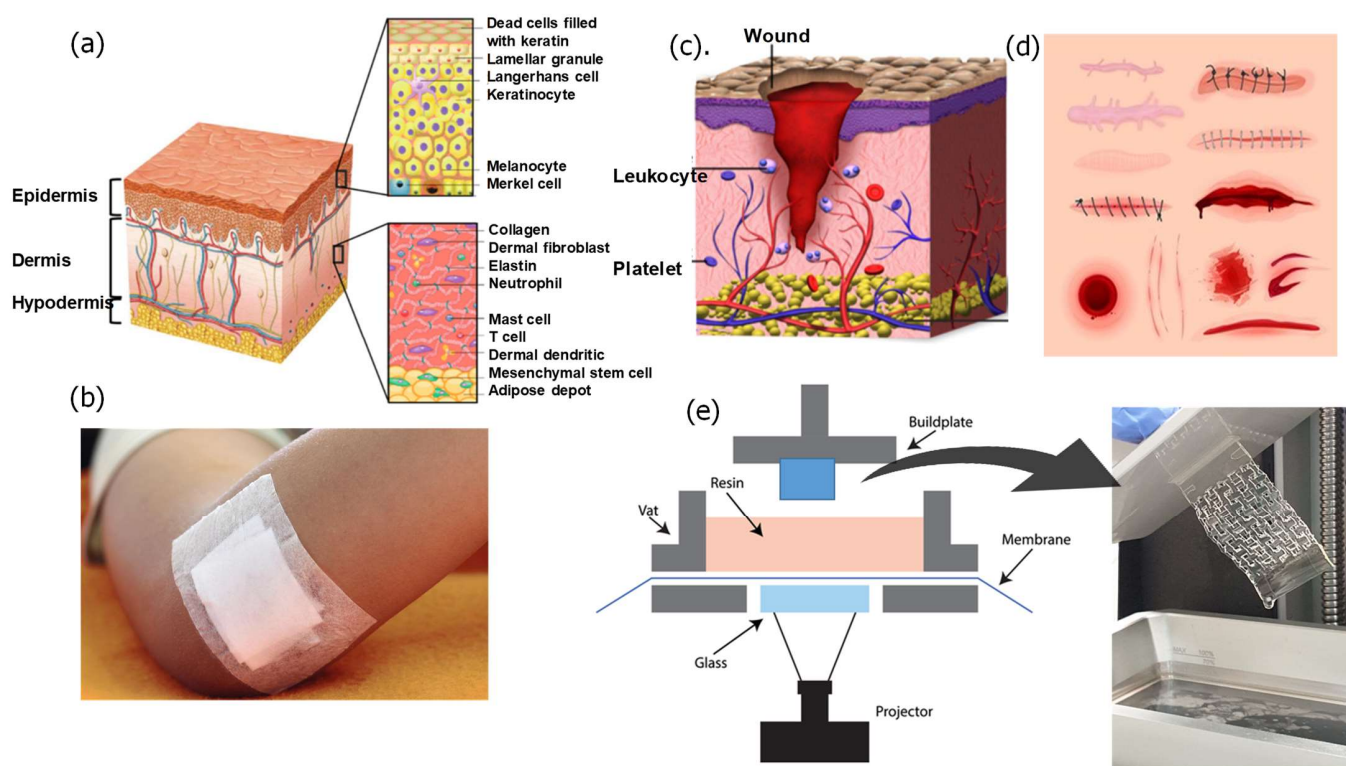 (a)
Dead cells filled
with keratin
Lamellar granule
Langerhans cell
Keratinocyte
Melanocyte
Merkel cell
Epidermis
Dermis
Hypodermis
Collagen
Dermal fibroblast
Elastin
Neutrophil
Mast cell
T cell
Dermal dendritic
Mesenchymal stem cell
Adipose depot
(b)
(c).
Wound
Leukocyte
Platelet
(d)
(e)
Buildplate
Resin
Vat
Membrane
Glass
Projector